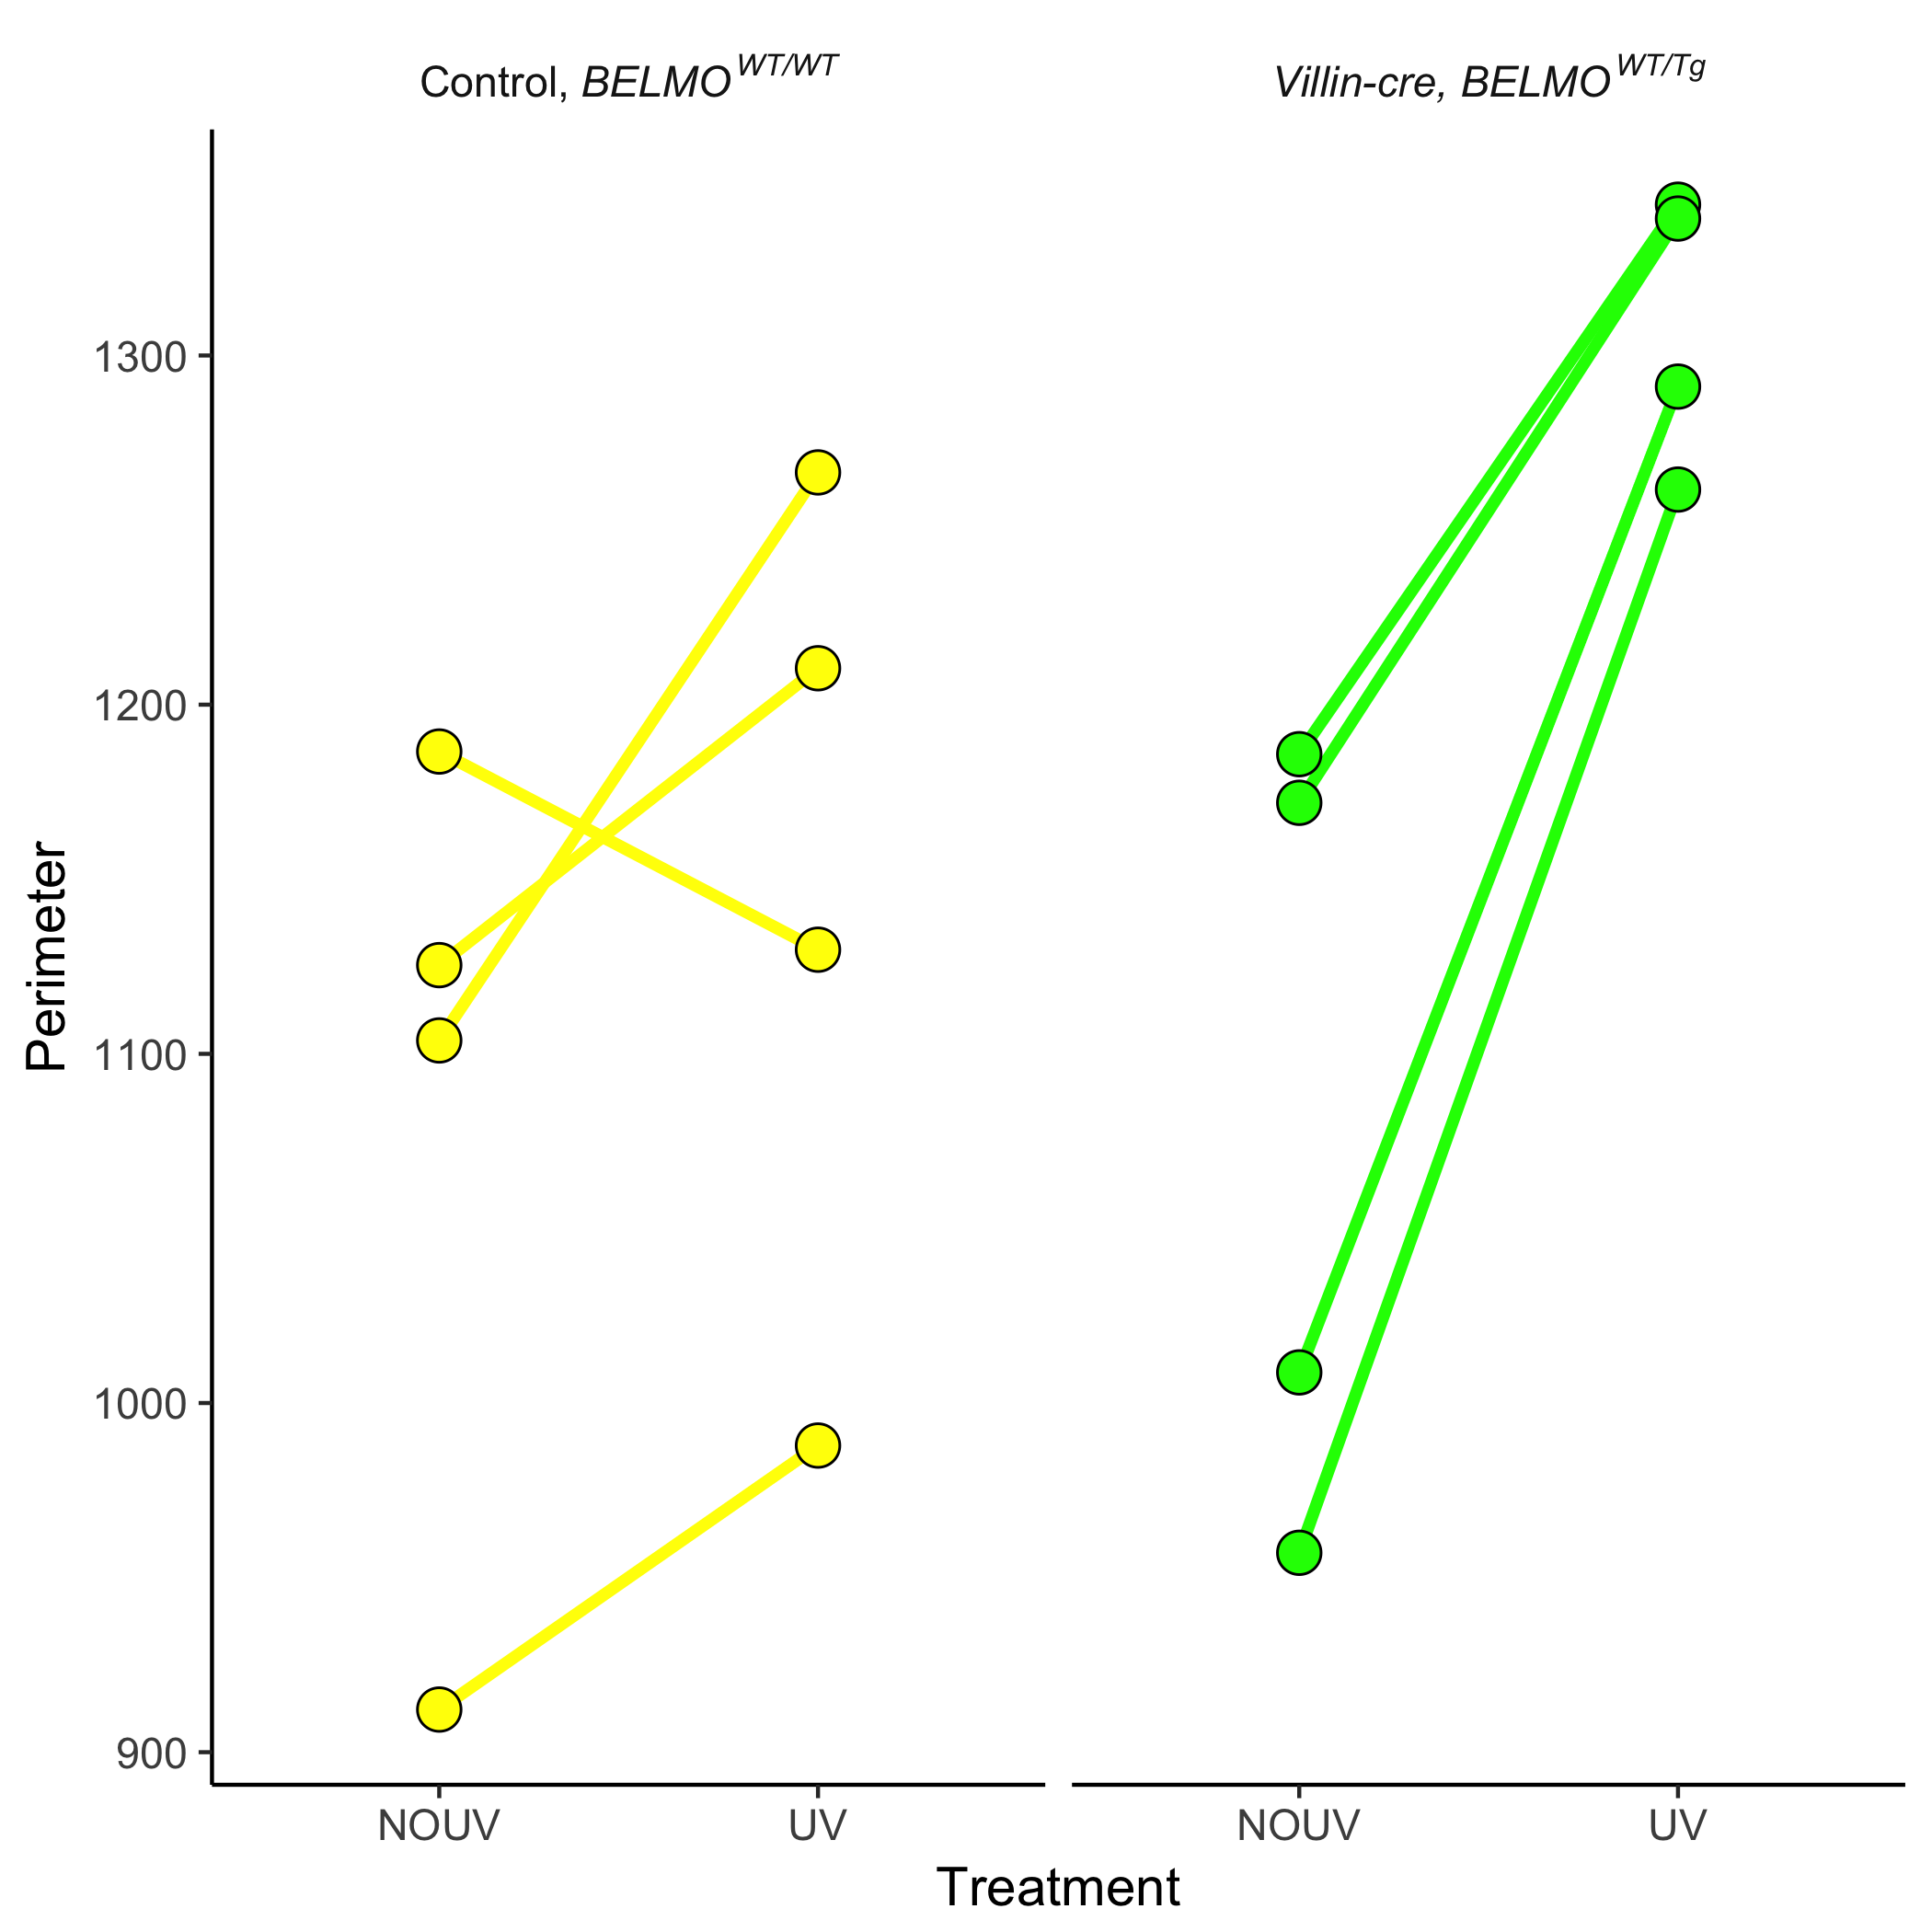 Control, BELMO^WT/WT
Villin-cre, BELMO^WT/Tg
Perimeter
1300
1200
1100
1000
900
NOUV
UV
NOUV
UV
Treatment